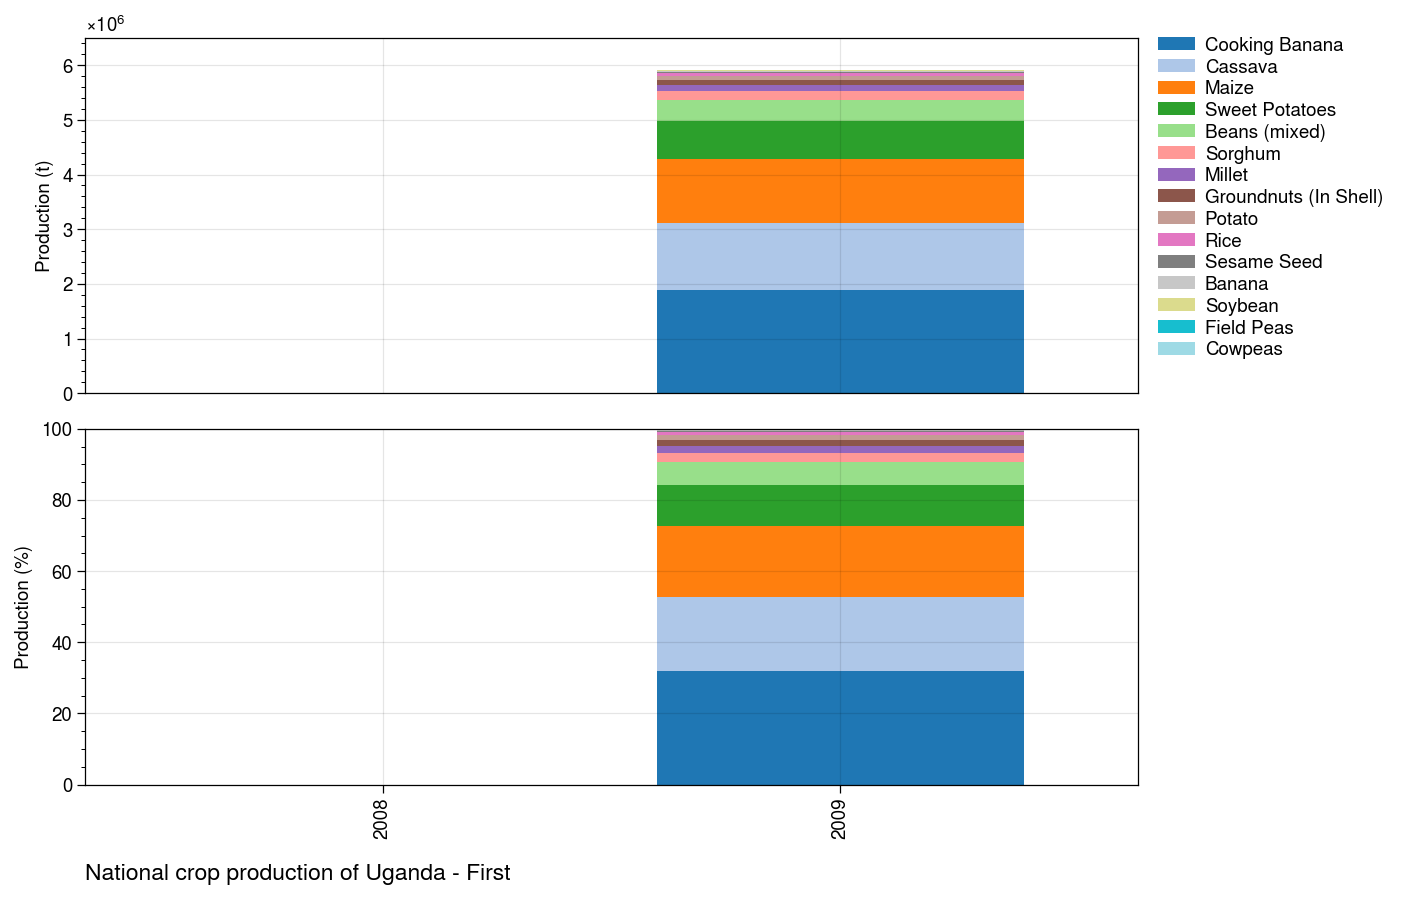 ×10⁶
6
5
4
3
2
1
0
Production (t)
Cooking Banana
Cassava
Maize
Sweet Potatoes
Beans (mixed)
Sorghum
Millet
Groundnuts (In Shell)
Potato
Rice
Sesame Seed
Banana
Soybean
Field Peas
Cowpeas
100
80
60
40
20
0
Production (%)
2008
2009
National crop production of Uganda - First